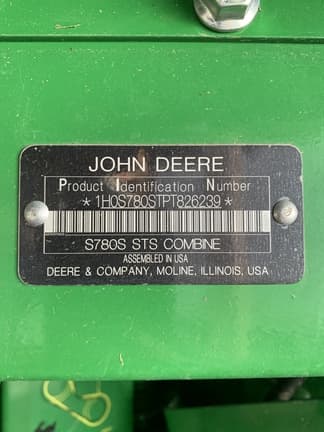 JOHN DEERE
Product Identification Number
*1H0S780STPT826239*
S780S STS COMBINE
ASSEMBLED IN USA
DEERE & COMPANY, MOLINE, ILLINOIS, USA